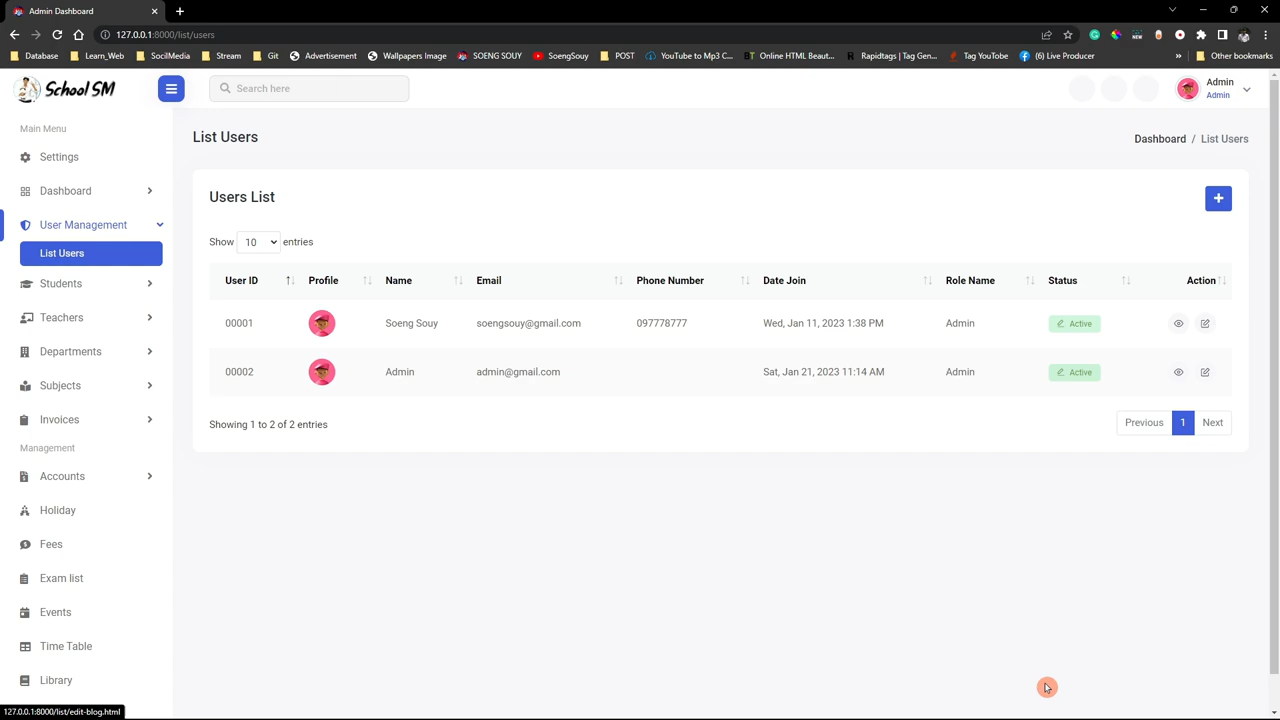 Admin Dashboard
127.0.0.1:8000/list/users
Database
Learn_Web
SocilMedia
Stream
Git
Advertisement
Wallpapers Image
SOENG SOUY
SoengSouy
POST
YouTube to Mp3 C...
Online HTML Beaut...
Rapidtags | Tag Gen...
Tag YouTube
(6) Live Producer
Other bookmarks
School SM
Search here
Admin
Admin
Main Menu
Settings
Dashboard
User Management
List Users
Students
Teachers
Departments
Subjects
Invoices
Management
Accounts
Holiday
Fees
Exam list
Events
Time Table
Library
127.0.0.1:8000/list/edit-blog.html
List Users
Dashboard / List Users
Users List
Show 10 entries
User ID Profile Name Email Phone Number Date Join Role Name Status Action
00001 Soeng Souy soengsouy@gmail.com 097778777 Wed, Jan 11, 2023 1:38 PM Admin Active
00002 Admin admin@gmail.com Sat, Jan 21, 2023 11:14 AM Admin Active
Showing 1 to 2 of 2 entries
Previous 1 Next